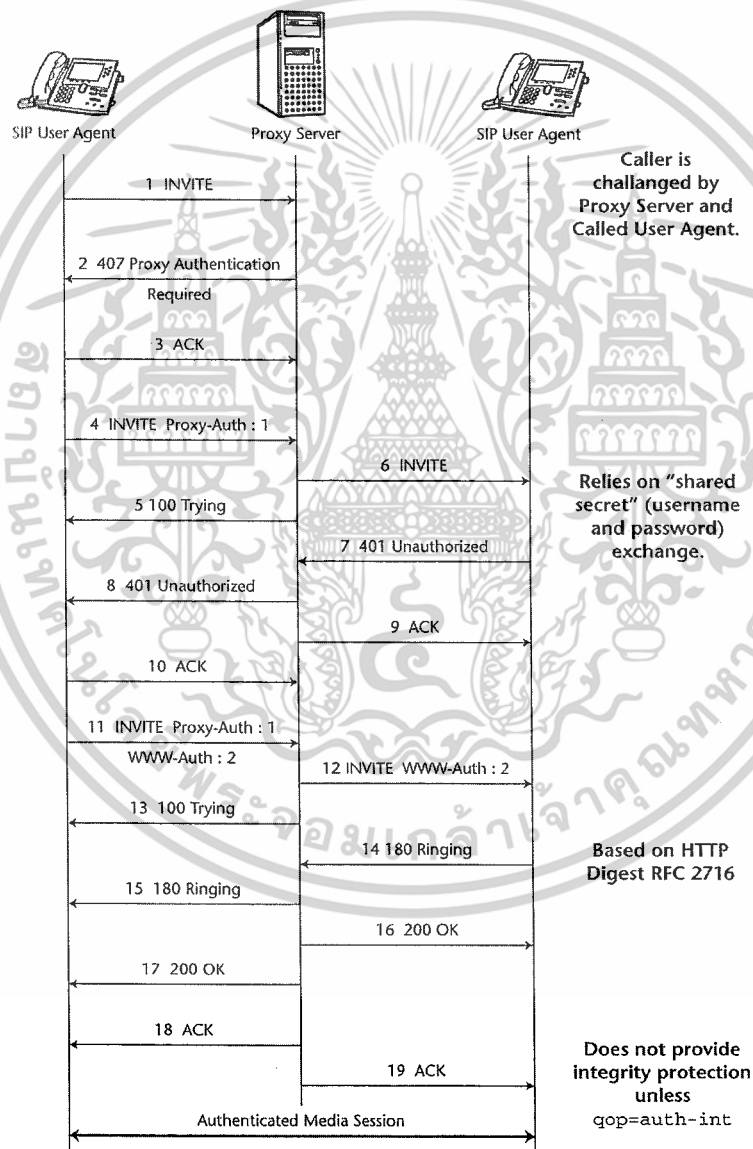 SIP User Agent
Proxy Server
SIP User Agent
Caller is
challanged by
Proxy Server and
Called User Agent.
1 INVITE
2 407 Proxy Authentication
Required
3 ACK
4 INVITE Proxy-Auth : 1
6 INVITE
5 100 Trying
Relies on "shared
secret" (username
and password)
exchange.
7 401 Unauthorized
8 401 Unauthorized
9 ACK
10 ACK
11 INVITE Proxy-Auth : 1
WWW-Auth : 2
12 INVITE WWW-Auth : 2
13 100 Trying
14 180 Ringing
Based on HTTP
Digest RFC 2716
15 180 Ringing
16 200 OK
17 200 OK
18 ACK
19 ACK
Does not provide
integrity protection
unless
qop=auth-int
Authenticated Media Session